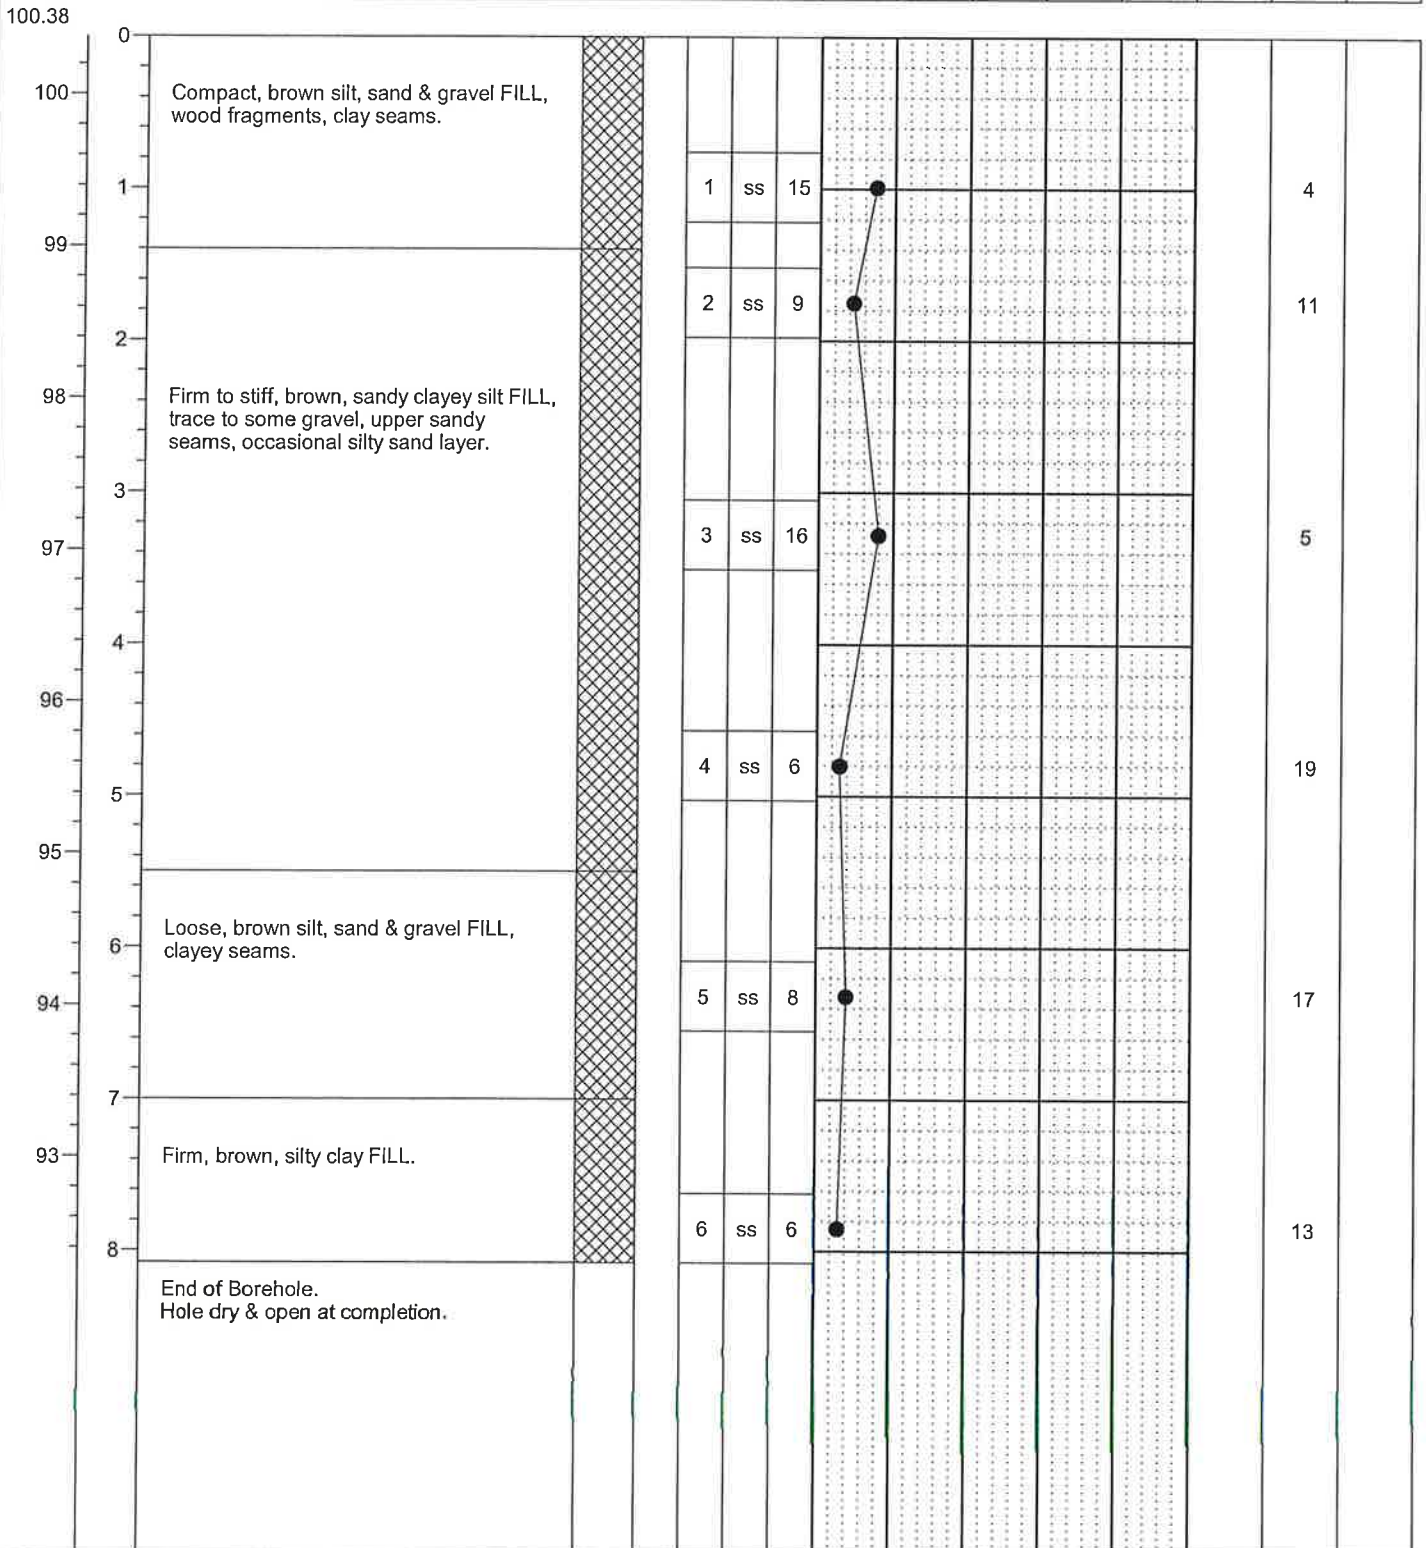 100.38
0
100
Compact, brown silt, sand & gravel FILL,
wood fragments, clay seams.
1
1 ss 15 4
99
2 ss 9 11
2
98
Firm to stiff, brown, sandy clayey silt FILL,
trace to some gravel, upper sandy
seams, occasional silty sand layer.
3
3 ss 16 5
97
4
96
4 ss 6 19
5
95
Loose, brown silt, sand & gravel FILL,
clayey seams.
6
5 ss 8 17
94
7
93
Firm, brown, silty clay FILL.
6 ss 6 13
8
End of Borehole.
Hole dry & open at completion.